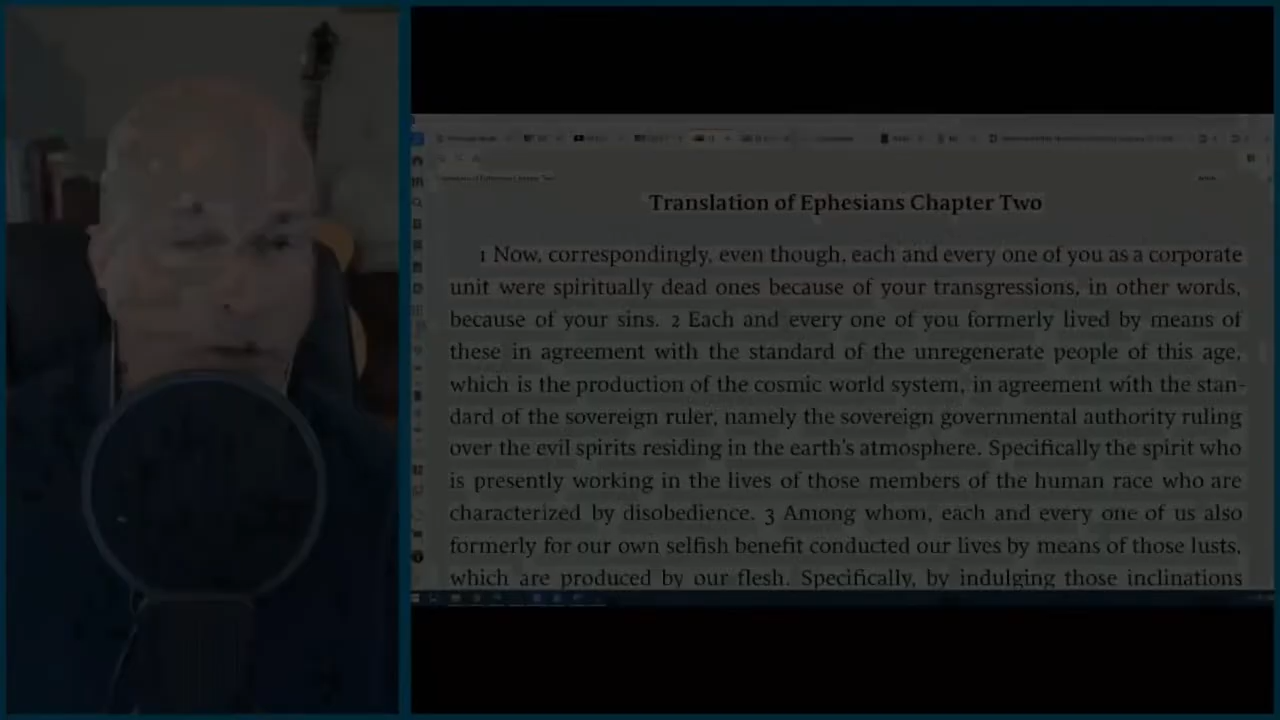 Translation of Ephesians Chapter Two
1 Now, correspondingly, even though, each and every one of you as a corporate
unit were spiritually dead ones because of your transgressions, in other words,
because of your sins. 2 Each and every one of you formerly lived by means of
these in agreement with the standard of the unregenerate people of this age,
which is the production of the cosmic world system, in agreement with the stan-
dard of the sovereign ruler, namely the sovereign governmental authority ruling
over the evil spirits residing in the earth's atmosphere. Specifically the spirit who
is presently working in the lives of those members of the human race who are
characterized by disobedience. 3 Among whom, each and every one of us also
formerly for our own selfish benefit conducted our lives by means of those lusts,
which are produced by our flesh. Specifically, by indulging those inclinations